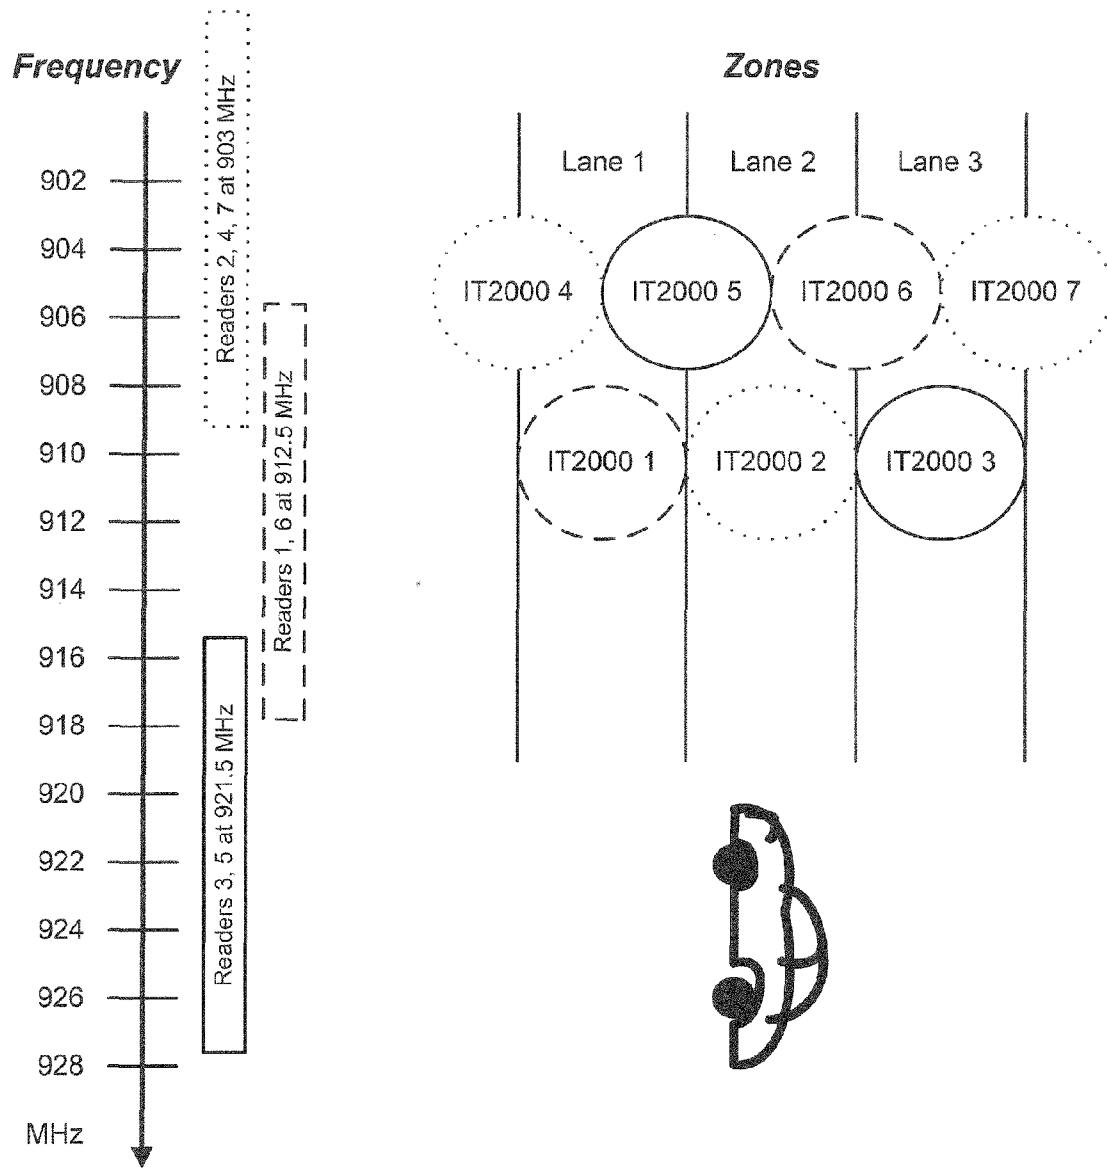 Frequency
902
904
906
908
910
912
914
916
918
920
922
924
926
928
MHz
Readers 2, 4, 7 at 903 MHz
Readers 1, 6 at 912.5 MHz
Readers 3, 5 at 921.5 MHz
Zones
Lane 1 Lane 2 Lane 3
IT2000 4 IT2000 5 IT2000 6 IT2000 7
IT2000 1 IT2000 2 IT2000 3